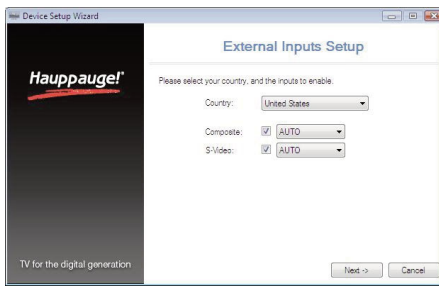 Device Setup Wizard
External Inputs Setup
Hauppauge!
Please select your country, and the inputs to enable.
Country: United States
Composite: AUTO
S-Video: AUTO
TV for the digital generation
Next -> Cancel